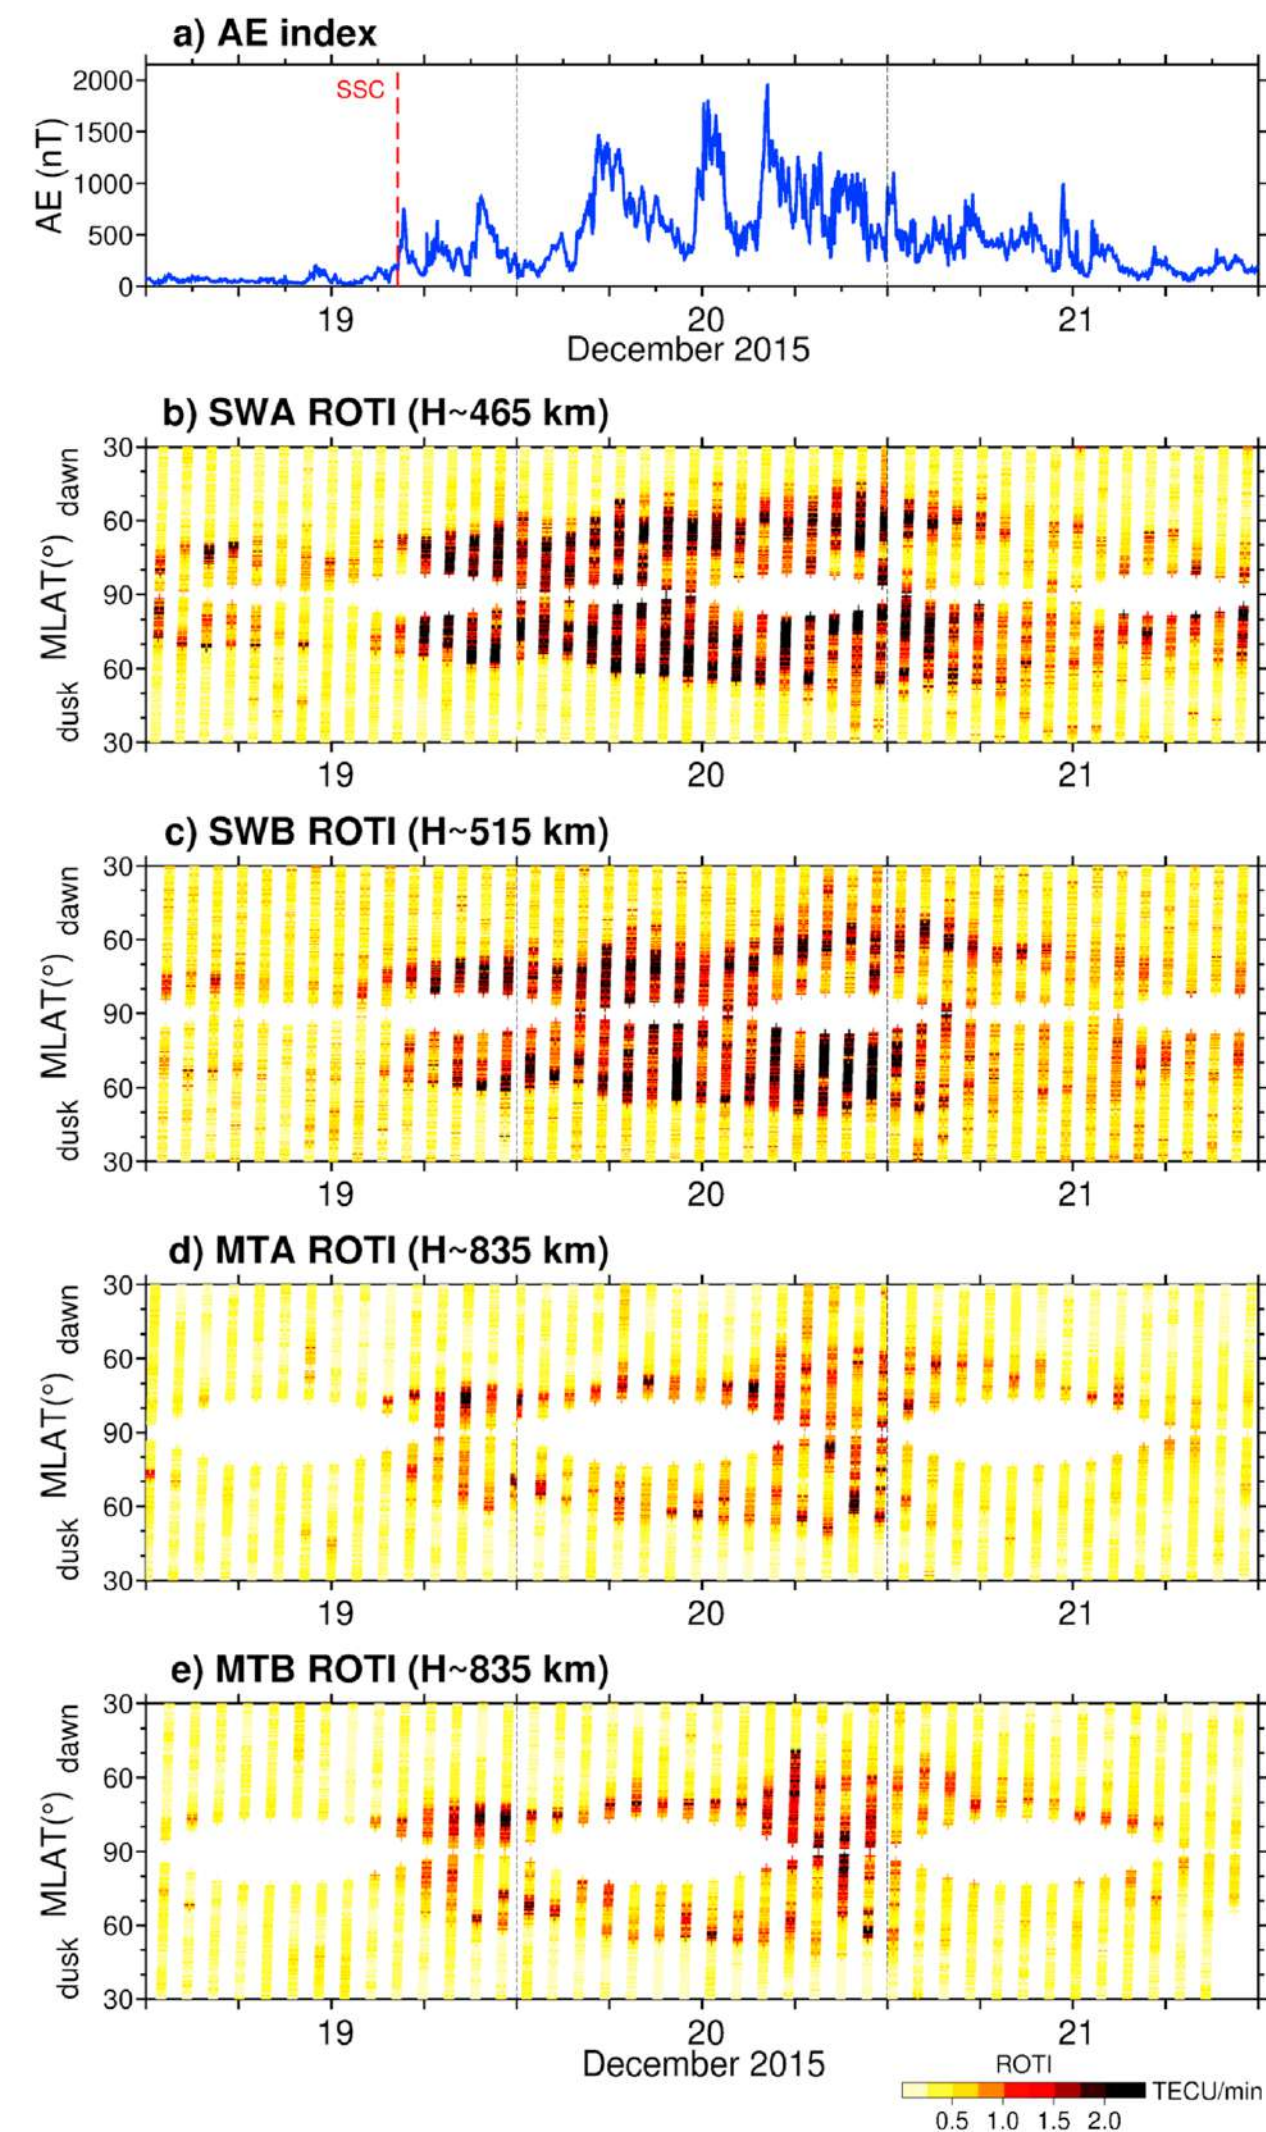 a) AE index
AE (nT)
2000
1500
1000
500
0
SSC
19 20 21
December 2015
b) SWA ROTI (H~465 km)
dusk MLAT(°) dawn
30
60
90
60
30
19 20 21
c) SWB ROTI (H~515 km)
dusk MLAT(°) dawn
30
60
90
60
30
19 20 21
d) MTA ROTI (H~835 km)
dusk MLAT(°) dawn
30
60
90
60
30
19 20 21
e) MTB ROTI (H~835 km)
dusk MLAT(°) dawn
30
60
90
60
30
19 20 21
December 2015
ROTI
TECU/min
0.5 1.0 1.5 2.0